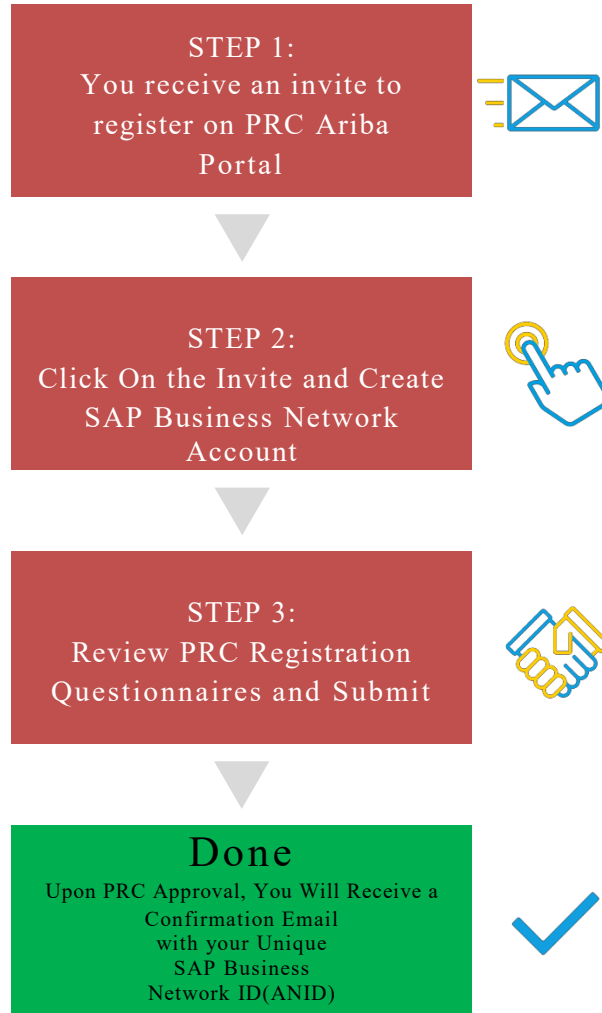 STEP 1:
You receive an invite to
register on PRC Ariba
Portal
STEP 2:
Click On the Invite and Create
SAP Business Network
Account
STEP 3:
Review PRC Registration
Questionnaires and Submit
Done
Upon PRC Approval, You Will Receive a
Confirmation Email
with your Unique
SAP Business
Network ID(ANID)